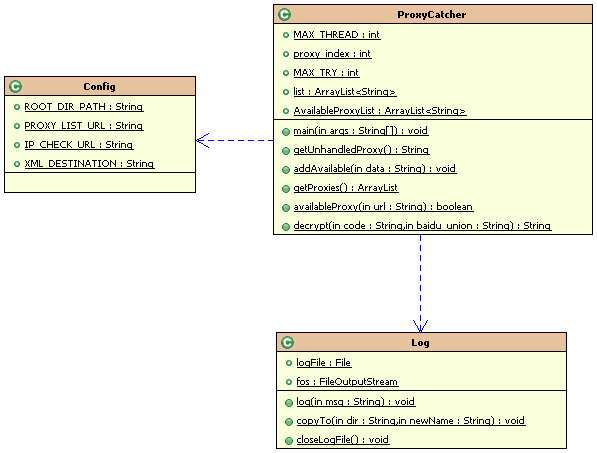 ProxyCatcher
MAX_THREAD : int
proxy_index : int
MAX_TRY : int
list : ArrayList<String>
AvailableProxyList : ArrayList<String>
main(in args : String[]) : void
getUnhandledProxy() : String
addAvailable(in data : String) : void
getProxies() : ArrayList
availableProxy(in url : String) : boolean
decrypt(in code : String,in baidu_union : String) : String
Config
ROOT_DIR_PATH : String
PROXY_LIST_URL : String
IP_CHECK_URL : String
XML_DESTINATION : String
Log
logFile : File
fos : FileOutputStream
log(in msg : String) : void
copyTo(in dir : String,in newName : String) : void
closeLogFile() : void